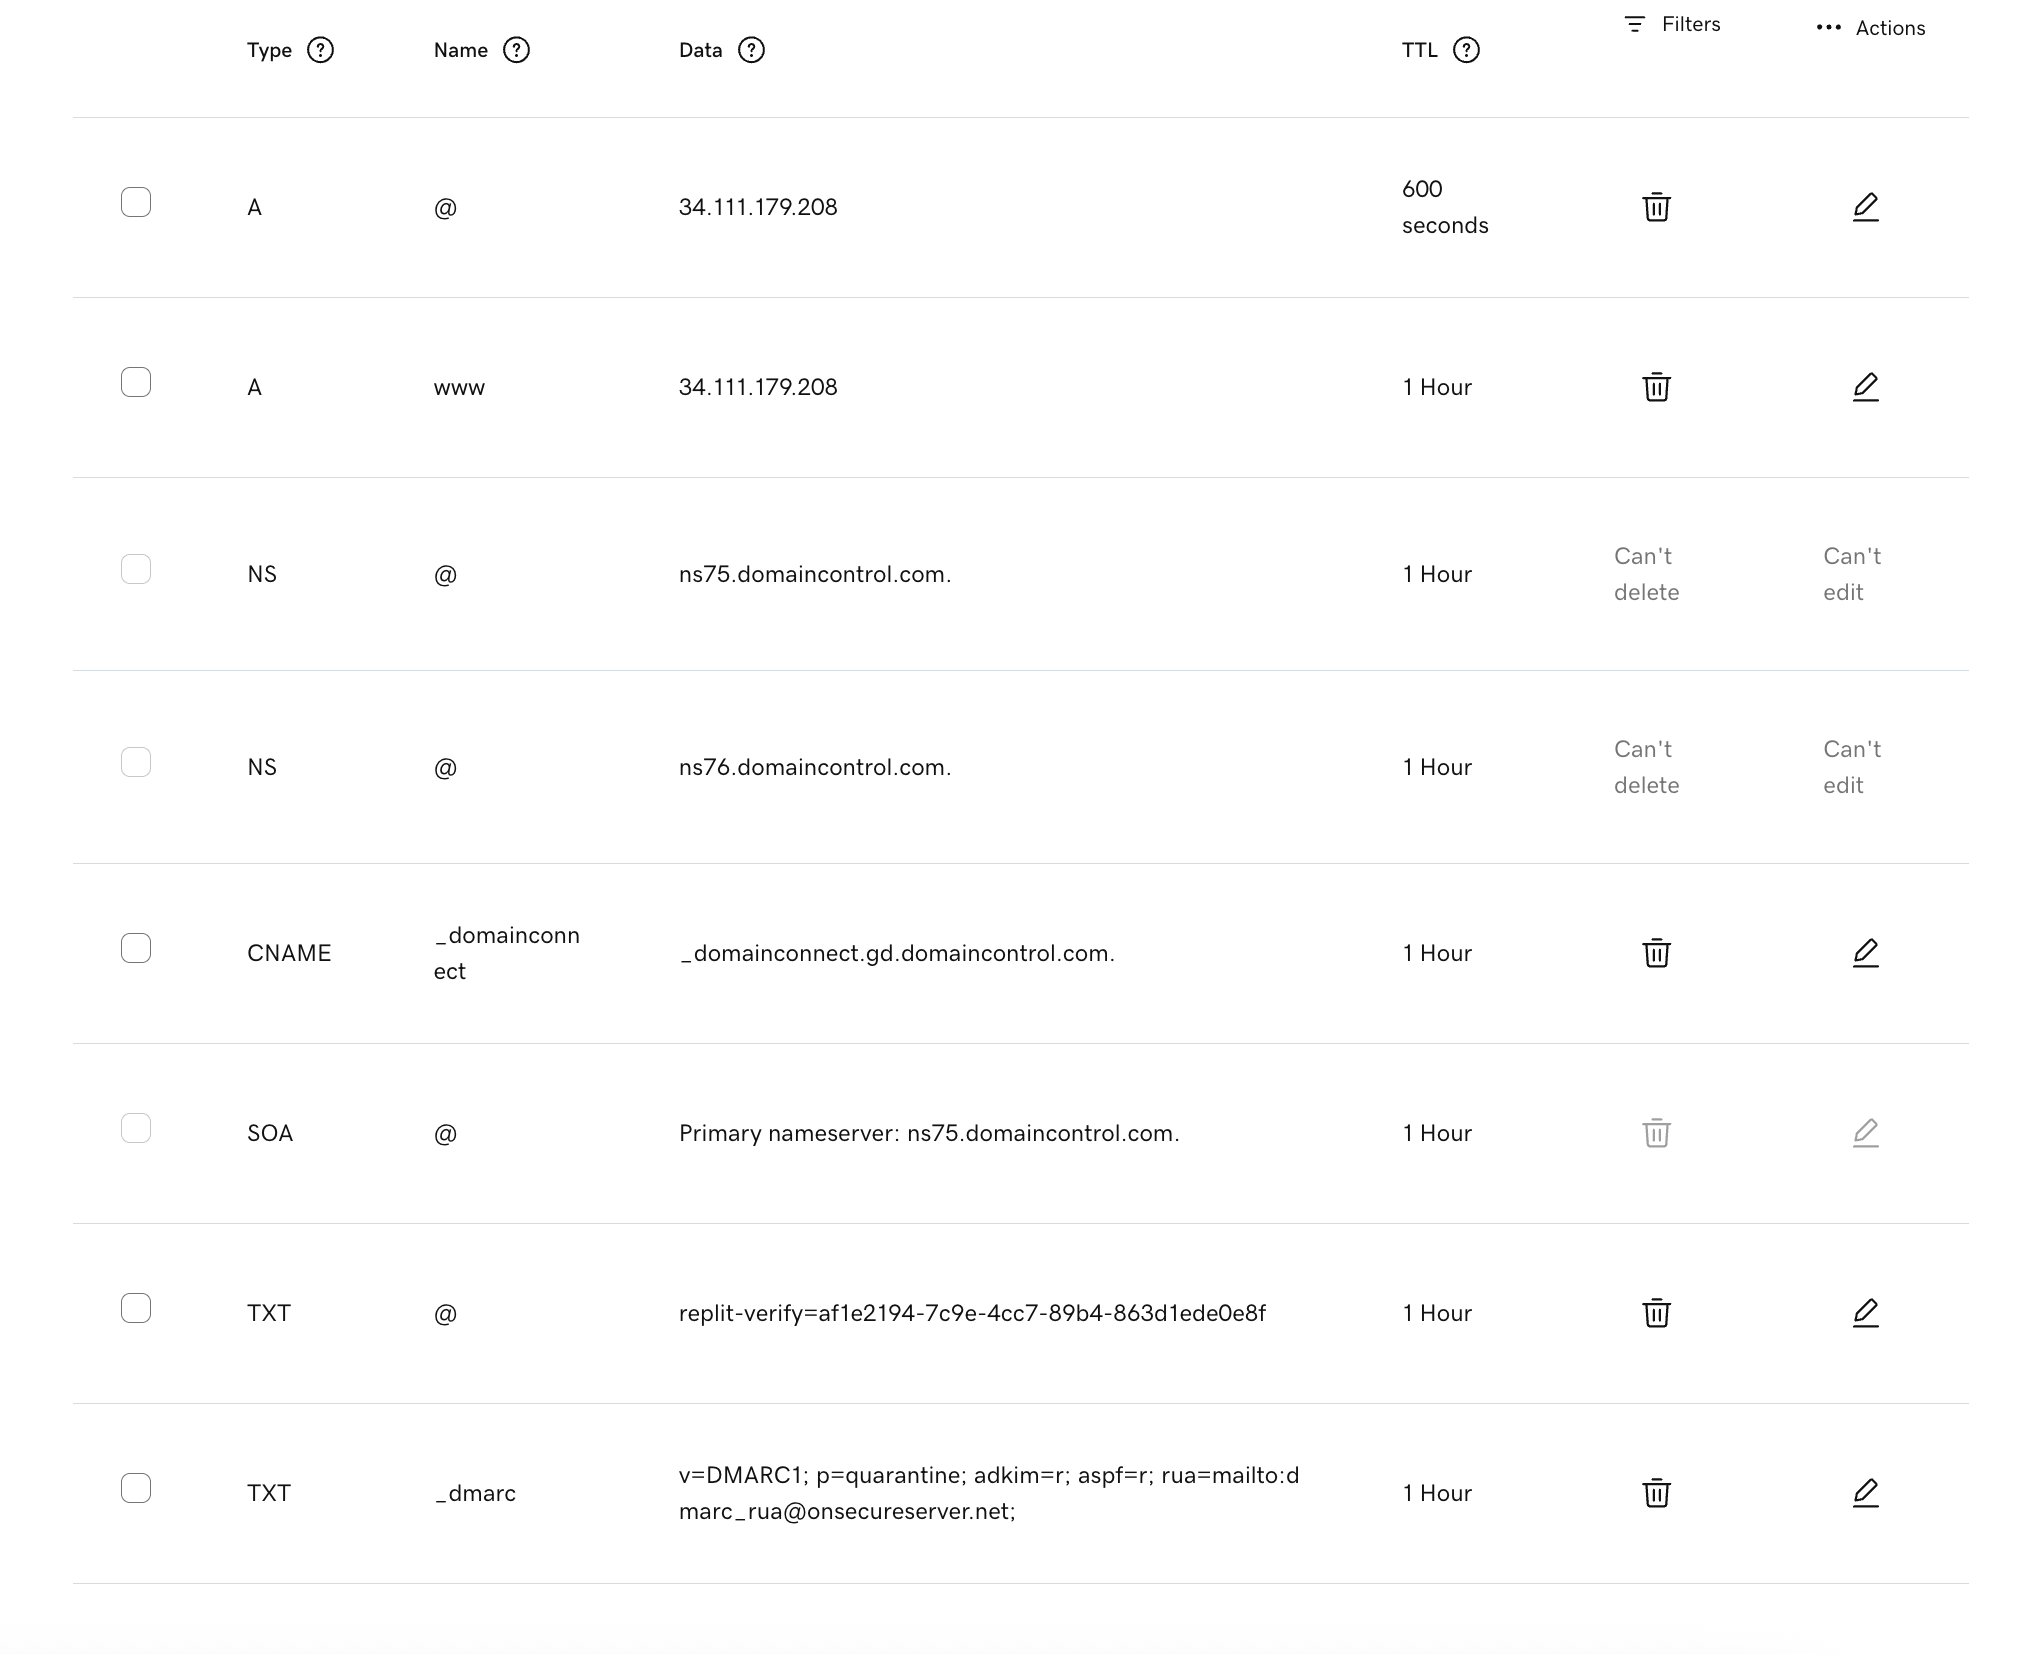 Filters
Actions
Type
Name
Data
TTL
A
@
34.111.179.208
600
seconds
A
www
34.111.179.208
1 Hour
NS
@
ns75.domaincontrol.com.
1 Hour
Can't
delete
Can't
edit
NS
@
ns76.domaincontrol.com.
1 Hour
Can't
delete
Can't
edit
CNAME
_domainconn
ect
_domainconnect.gd.domaincontrol.com.
1 Hour
SOA
@
Primary nameserver: ns75.domaincontrol.com.
1 Hour
TXT
@
replit-verify=af1e2194-7c9e-4cc7-89b4-863d1ede0e8f
1 Hour
TXT
_dmarc
v=DMARC1; p=quarantine; adkim=r; aspf=r; rua=mailto:d
marc_rua@onsecureserver.net;
1 Hour